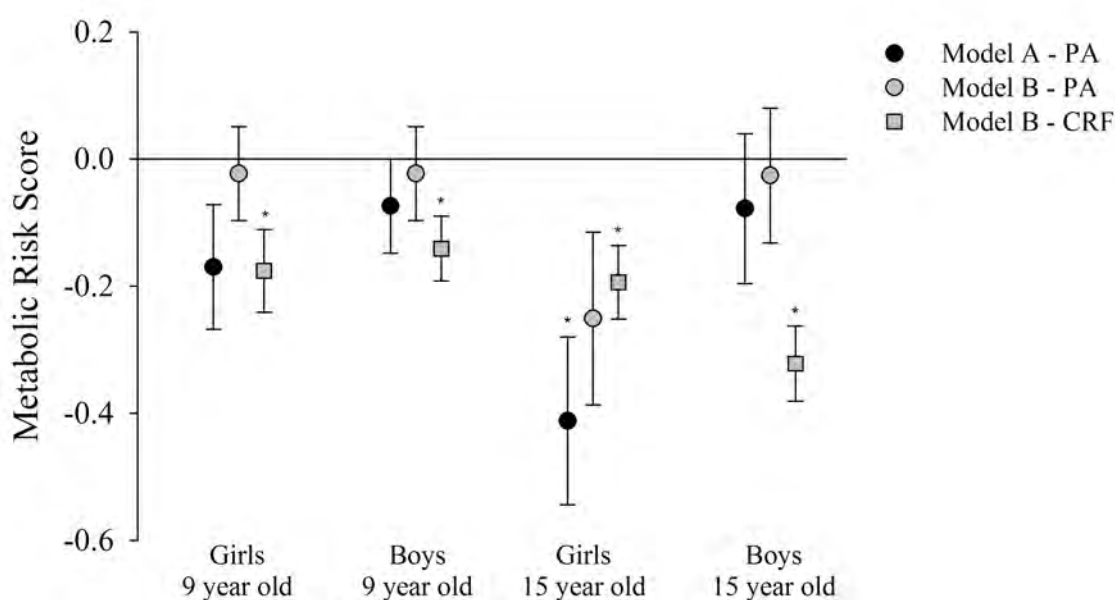 Metabolic Risk Score
0.2
0.0
-0.2
-0.4
-0.6
Model A - PA
Model B - PA
Model B - CRF
*
*
*
*
*
Girls
9 year old
Boys
9 year old
Girls
15 year old
Boys
15 year old